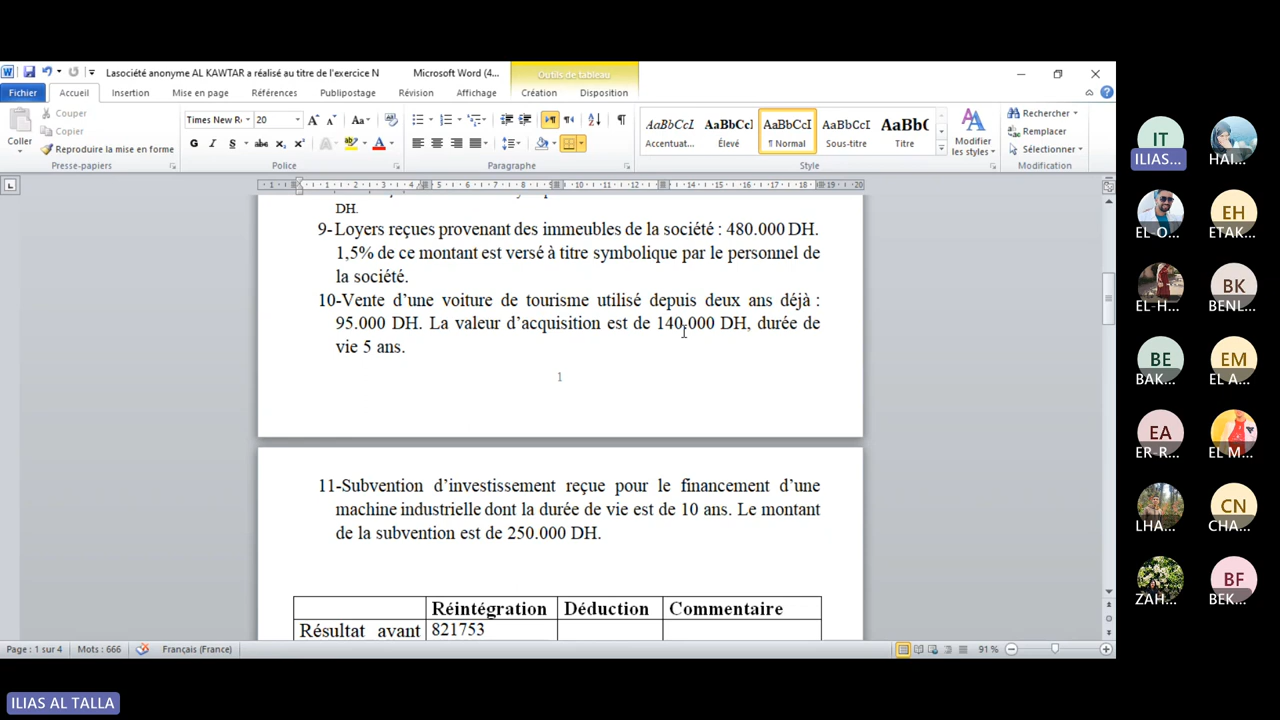 Lasociété anonyme AL KAWTAR a réalisé au titre de l'exercice N
Microsoft Word (4...
Outils de tableau
Fichier
Accueil
Insertion
Mise en page
Références
Publipostage
Révision
Affichage
Création
Disposition
Couper
Copier
Reproduire la mise en forme
Coller
Presse-papiers
Times New R
20
Aa
G
I
S
abc
Police
Paragraphe
AaBbCcL
Accentuat...
AaBbCcl
Élevé
AaBbCcI
¶ Normal
AaBbCcI
Sous-titre
AaBb(
Titre
Style
Modifier
les styles
Rechercher
Remplacer
Sélectionner
Modification
DH.
9- Loyers reçues provenant des immeubles de la société : 480.000 DH.
1,5% de ce montant est versé à titre symbolique par le personnel de
la société.
10-Vente d'une voiture de tourisme utilisé depuis deux ans déjà :
95.000 DH. La valeur d'acquisition est de 140.000 DH, durée de
vie 5 ans.
1
11-Subvention d'investissement reçue pour le financement d'une
machine industrielle dont la durée de vie est de 10 ans. Le montant
de la subvention est de 250.000 DH.
Réintégration Déduction Commentaire
Résultat avant 821753
Page : 1 sur 4
Mots : 666
Français (France)
91 %
IT
ILIAS...
HAI...
EL-O...
EH
ETAK...
EL-H...
BK
BENL...
BE
BAK...
EM
EL A...
EA
ER-R...
EL M...
LHA...
CN
CHA...
ZAH...
BF
BEK...
ILIAS AL TALLA